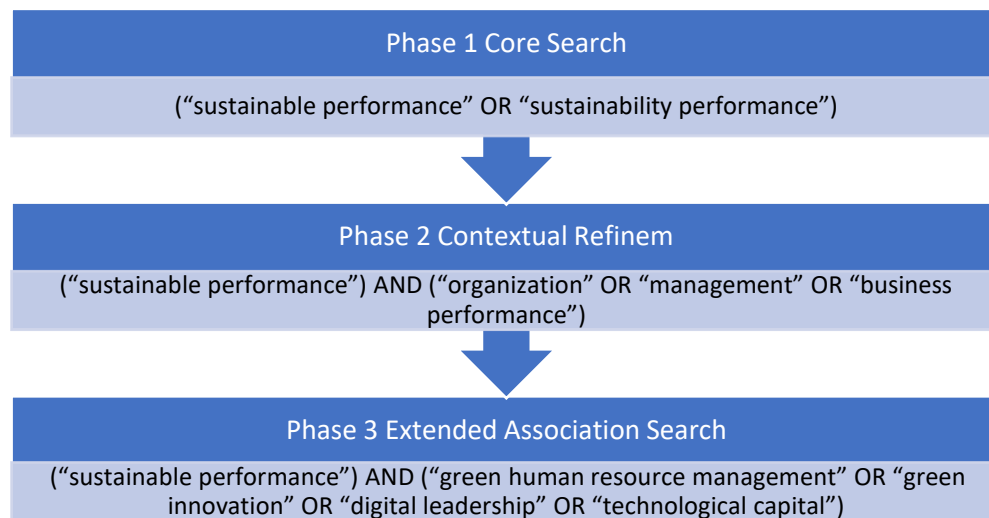 Phase 1 Core Search
(“sustainable performance” OR “sustainability performance”)
Phase 2 Contextual Refinem
(“sustainable performance”) AND (“organization” OR “management” OR “business
performance”)
Phase 3 Extended Association Search
(“sustainable performance”) AND (“green human resource management” OR “green
innovation” OR “digital leadership” OR “technological capital”)